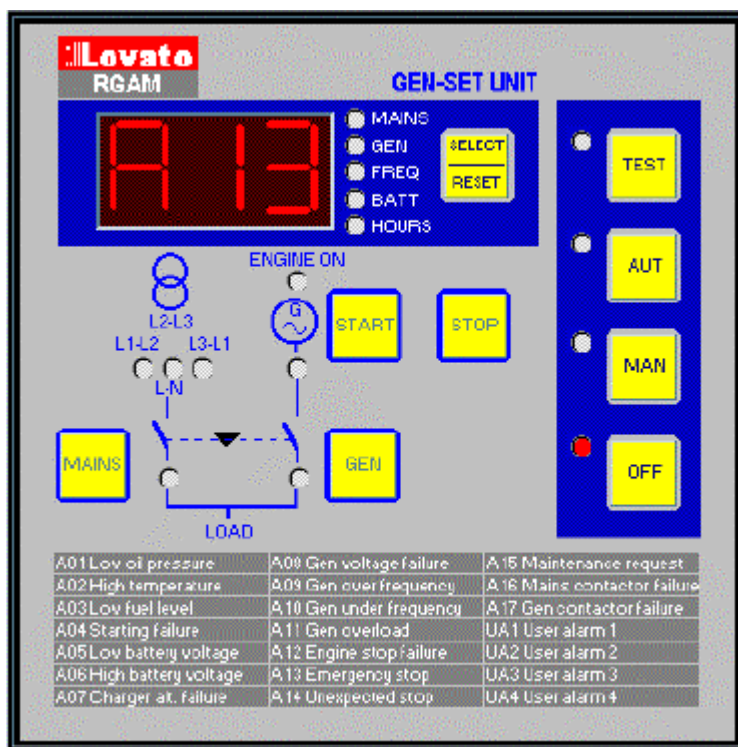 Lovato
RGAM
GEN-SET UNIT
A13
MAINS
GEN
FREQ
BATT
HOURS
SELECT
RESET
TEST
AUT
MAN
OFF
ENGINE ON
G
START
STOP
L2-L3
L1-L2 L3-L1
L-N
MAINS
GEN
LOAD
A01 Low oil pressure
A02 High temperature
A03 Low fuel level
A04 Starting failure
A05 Low battery voltage
A06 High battery voltage
A07 Charger alt. failure
A08 Gen voltage failure
A09 Gen over frequency
A10 Gen under frequency
A11 Gen overload
A12 Engine stop failure
A13 Emergency stop
A14 Unexpected stop
A15 Maintenance request
A16 Mains contactor failure
A17 Gen contactor failure
UA1 User alarm 1
UA2 User alarm 2
UA3 User alarm 3
UA4 User alarm 4